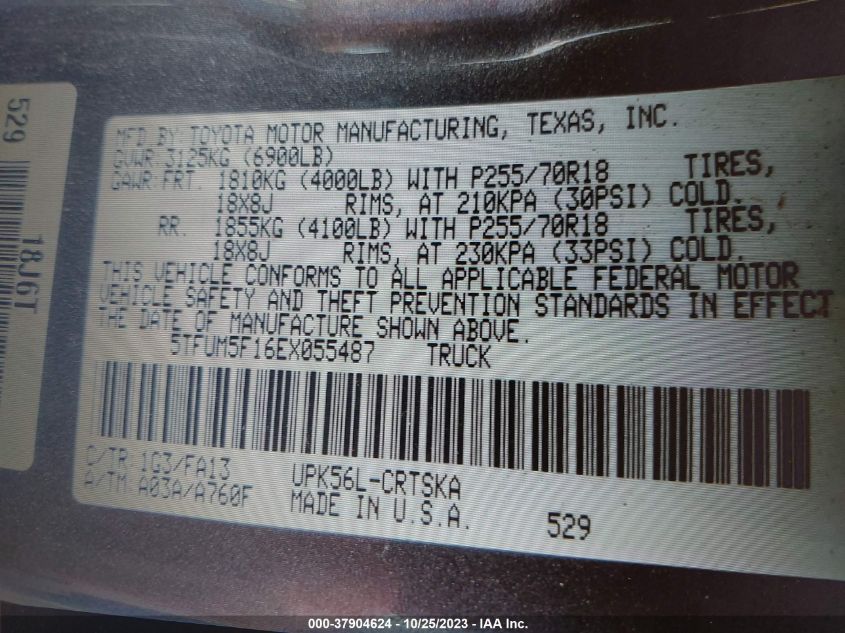 529
18J6T
MFD BY TOYOTA MOTOR MANUFACTURING, TEXAS, INC.
GVWR 3125KG (6900LB)
GAWR FRT. 1810KG (4000LB) WITH P255/70R18 TIRES,
18X8J RIMS, AT 210KPA (30PSI) COLD.
RR. 1855KG (4100LB) WITH P255/70R18 TIRES,
18X8J RIMS, AT 230KPA (33PSI) COLD.
THIS VEHICLE CONFORMS TO ALL APPLICABLE FEDERAL MOTOR
VEHICLE SAFETY AND THEFT PREVENTION STANDARDS IN EFFECT
THE DATE OF MANUFACTURE SHOWN ABOVE.
5TFUM5F16EX055487 TRUCK
C/TR 1G3/FA13
A/TM A03A/A760F
UPK56L-CRTSKA
MADE IN U.S.A.
529
000-37904624 - 10/25/2023 - IAA Inc.